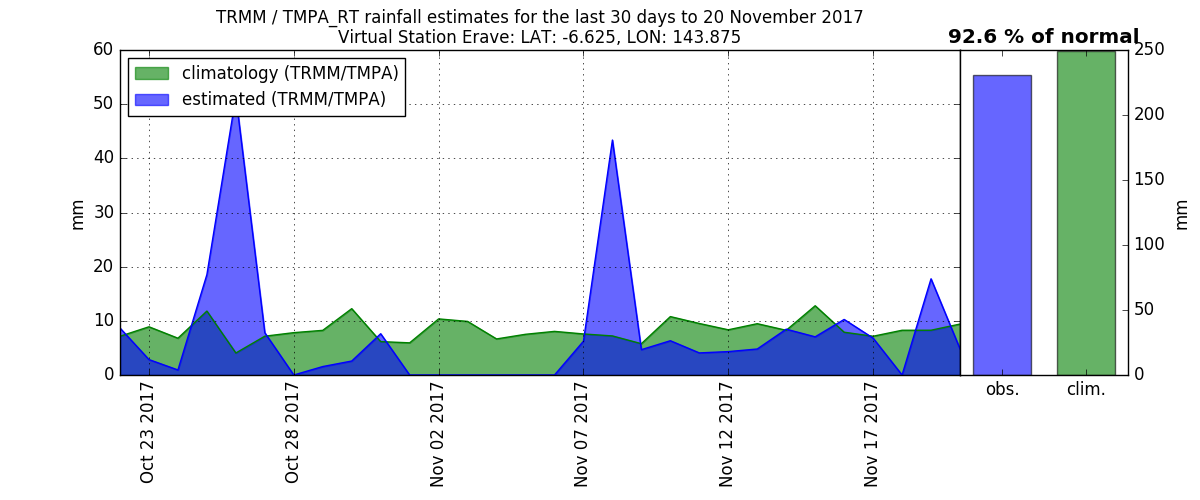 TRMM / TMPA_RT rainfall estimates for the last 30 days to 20 November 2017
Virtual Station Erave: LAT: -6.625, LON: 143.875
92.6 % of normal
climatology (TRMM/TMPA)
estimated (TRMM/TMPA)
60
50
40
30
20
10
0
mm
Oct 23 2017
Oct 28 2017
Nov 02 2017
Nov 07 2017
Nov 12 2017
Nov 17 2017
obs.
clim.
250
200
150
100
50
0
mm